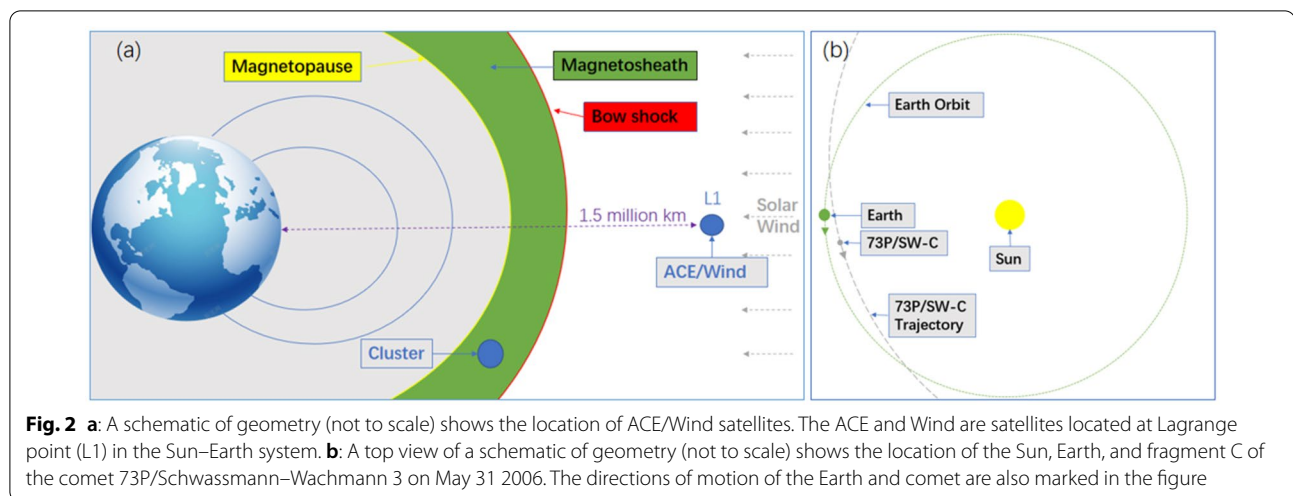 (a)
Magnetopause
Magnetosheath
Bow shock
L1
1.5 million km
Solar
Wind
ACE/Wind
Cluster
(b)
Earth Orbit
Earth
73P/SW-C
Sun
73P/SW-C
Trajectory
Fig. 2 a: A schematic of geometry (not to scale) shows the location of ACE/Wind satellites. The ACE and Wind are satellites located at Lagrange
point (L1) in the Sun–Earth system. b: A top view of a schematic of geometry (not to scale) shows the location of the Sun, Earth, and fragment C of
the comet 73P/Schwassmann–Wachmann 3 on May 31 2006. The directions of motion of the Earth and comet are also marked in the figure